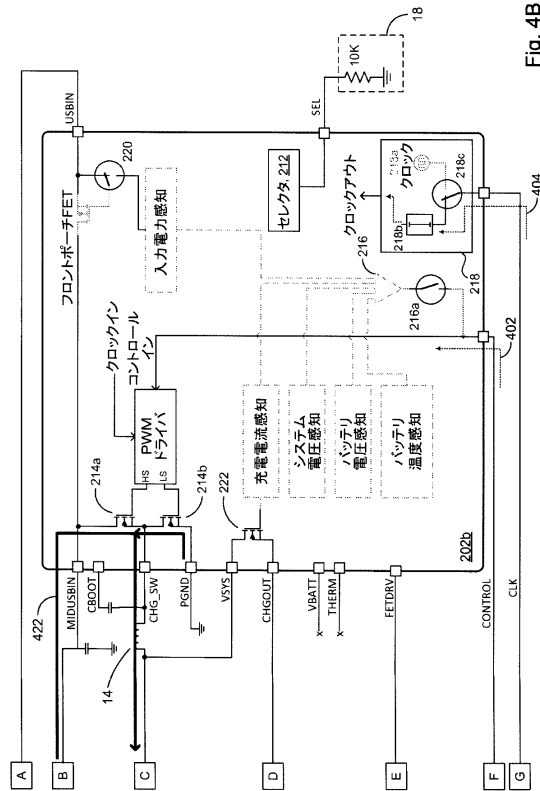 18
10K
Fig. 4B
A
USBIN
SEL
フロントポーチFET
220
入力電力感知
セレクタ, 212
クロックアウト
クロック
218b
218c
218
404
クロックイン
コントロール
イン
216
216a
402
PWM
ドライバ
HS
LS
214a
214b
充電電流感知
システム
電圧感知
バッテリ
電圧感知
バッテリ
温度感知
222
202b
422
MIDUSBIN
CBOOT
CHG_SW
PGND
VSYS
CHGOUT
VBATT
THERM
x
x
FETDRV
CONTROL
CLK
14
B
C
D
E
F
G